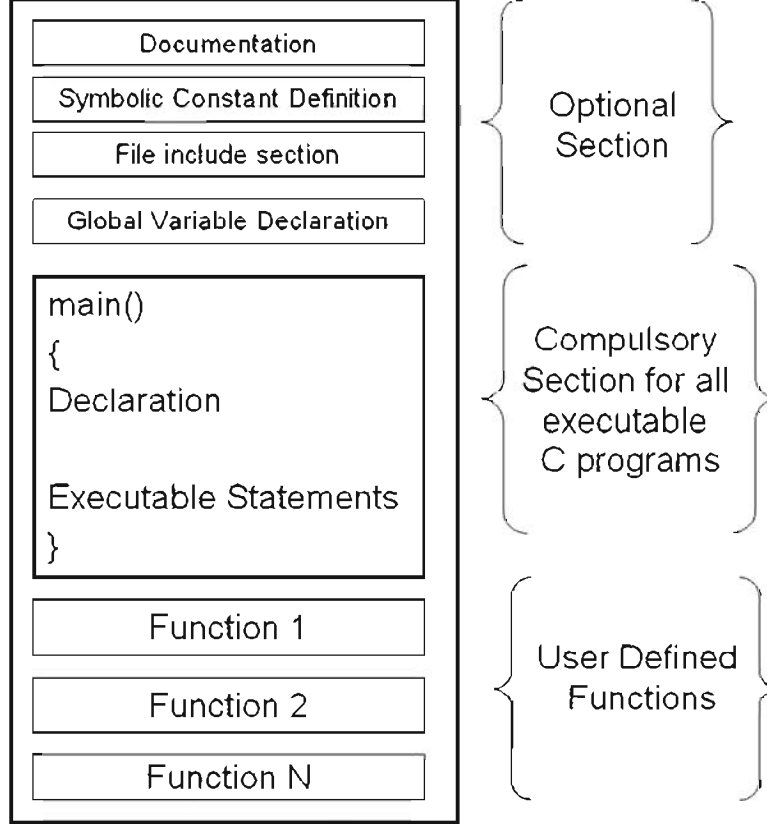 Documentation
Symbolic Constant Definition
File include section
Global Variable Declaration
Optional
Section
main()
{
Declaration
Executable Statements
}
Compulsory
Section for all
executable
C programs
Function 1
Function 2
Function N
User Defined
Functions